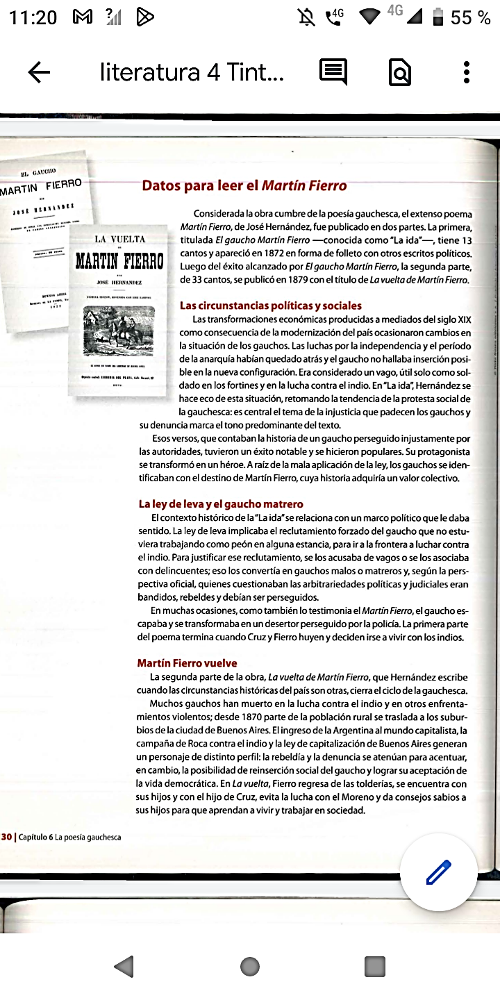 11:20
4G
4G
55 %
literatura 4 Tint...
EL GAUCHO
MARTIN FIERRO
POR
JOSÉ HERNANDEZ
BUENOS AIRES
LA VUELTA
DE
MARTIN FIERRO
POR
JOSÉ HERNANDEZ
Datos para leer el Martín Fierro
Considerada la obra cumbre de la poesía gauchesca, el extenso poema
Martín Fierro, de José Hernández, fue publicado en dos partes. La primera,
titulada El gaucho Martín Fierro —conocida como "La ida"—, tiene 13
cantos y apareció en 1872 en forma de folleto con otros escritos políticos.
Luego del éxito alcanzado por El gaucho Martín Fierro, la segunda parte,
de 33 cantos, se publicó en 1879 con el título de La vuelta de Martín Fierro.
Las circunstancias políticas y sociales
Las transformaciones económicas producidas a mediados del siglo XIX
como consecuencia de la modernización del país ocasionaron cambios en
la situación de los gauchos. Las luchas por la independencia y el período
de la anarquía habían quedado atrás y el gaucho no hallaba inserción posi-
ble en la nueva configuración. Era considerado un vago, útil solo como sol-
dado en los fortines y en la lucha contra el indio. En "La ida", Hernández se
hace eco de esta situación, retomando la tendencia de la protesta social de
la gauchesca: es central el tema de la injusticia que padecen los gauchos y
su denuncia marca el tono predominante del texto.
Esos versos, que contaban la historia de un gaucho perseguido injustamente por
las autoridades, tuvieron un éxito notable y se hicieron populares. Su protagonista
se transformó en un héroe. A raíz de la mala aplicación de la ley, los gauchos se iden-
tificaban con el destino de Martín Fierro, cuya historia adquiría un valor colectivo.
La ley de leva y el gaucho matrero
El contexto histórico de la "La ida" se relaciona con un marco político que le daba
sentido. La ley de leva implicaba el reclutamiento forzado del gaucho que no estu-
viera trabajando como peón en alguna estancia, para ir a la frontera a luchar contra
el indio. Para justificar ese reclutamiento, se los acusaba de vagos o se los asociaba
con delincuentes; eso los convertía en gauchos malos o matreros y, según la pers-
pectiva oficial, quienes cuestionaban las arbitrariedades políticas y judiciales eran
bandidos, rebeldes y debían ser perseguidos.
En muchas ocasiones, como también lo testimonia el Martín Fierro, el gaucho es-
capaba y se transformaba en un desertor perseguido por la policía. La primera parte
del poema termina cuando Cruz y Fierro huyen y deciden irse a vivir con los indios.
Martín Fierro vuelve
La segunda parte de la obra, La vuelta de Martín Fierro, que Hernández escribe
cuando las circunstancias históricas del país son otras, cierra el ciclo de la gauchesca.
Muchos gauchos han muerto en la lucha contra el indio y en otros enfrenta-
mientos violentos; desde 1870 parte de la población rural se traslada a los subur-
bios de la ciudad de Buenos Aires. El ingreso de la Argentina al mundo capitalista, la
campaña de Roca contra el indio y la ley de capitalización de Buenos Aires generan
un personaje de distinto perfil: la rebeldía y la denuncia se atenúan para acentuar,
en cambio, la posibilidad de reinserción social del gaucho y lograr su aceptación de
la vida democrática. En La vuelta, Fierro regresa de las tolderías, se encuentra con
sus hijos y con el hijo de Cruz, evita la lucha con el Moreno y da consejos sabios a
sus hijos para que aprendan a vivir y trabajar en sociedad.
30 | Capítulo 6 La poesía gauchesca